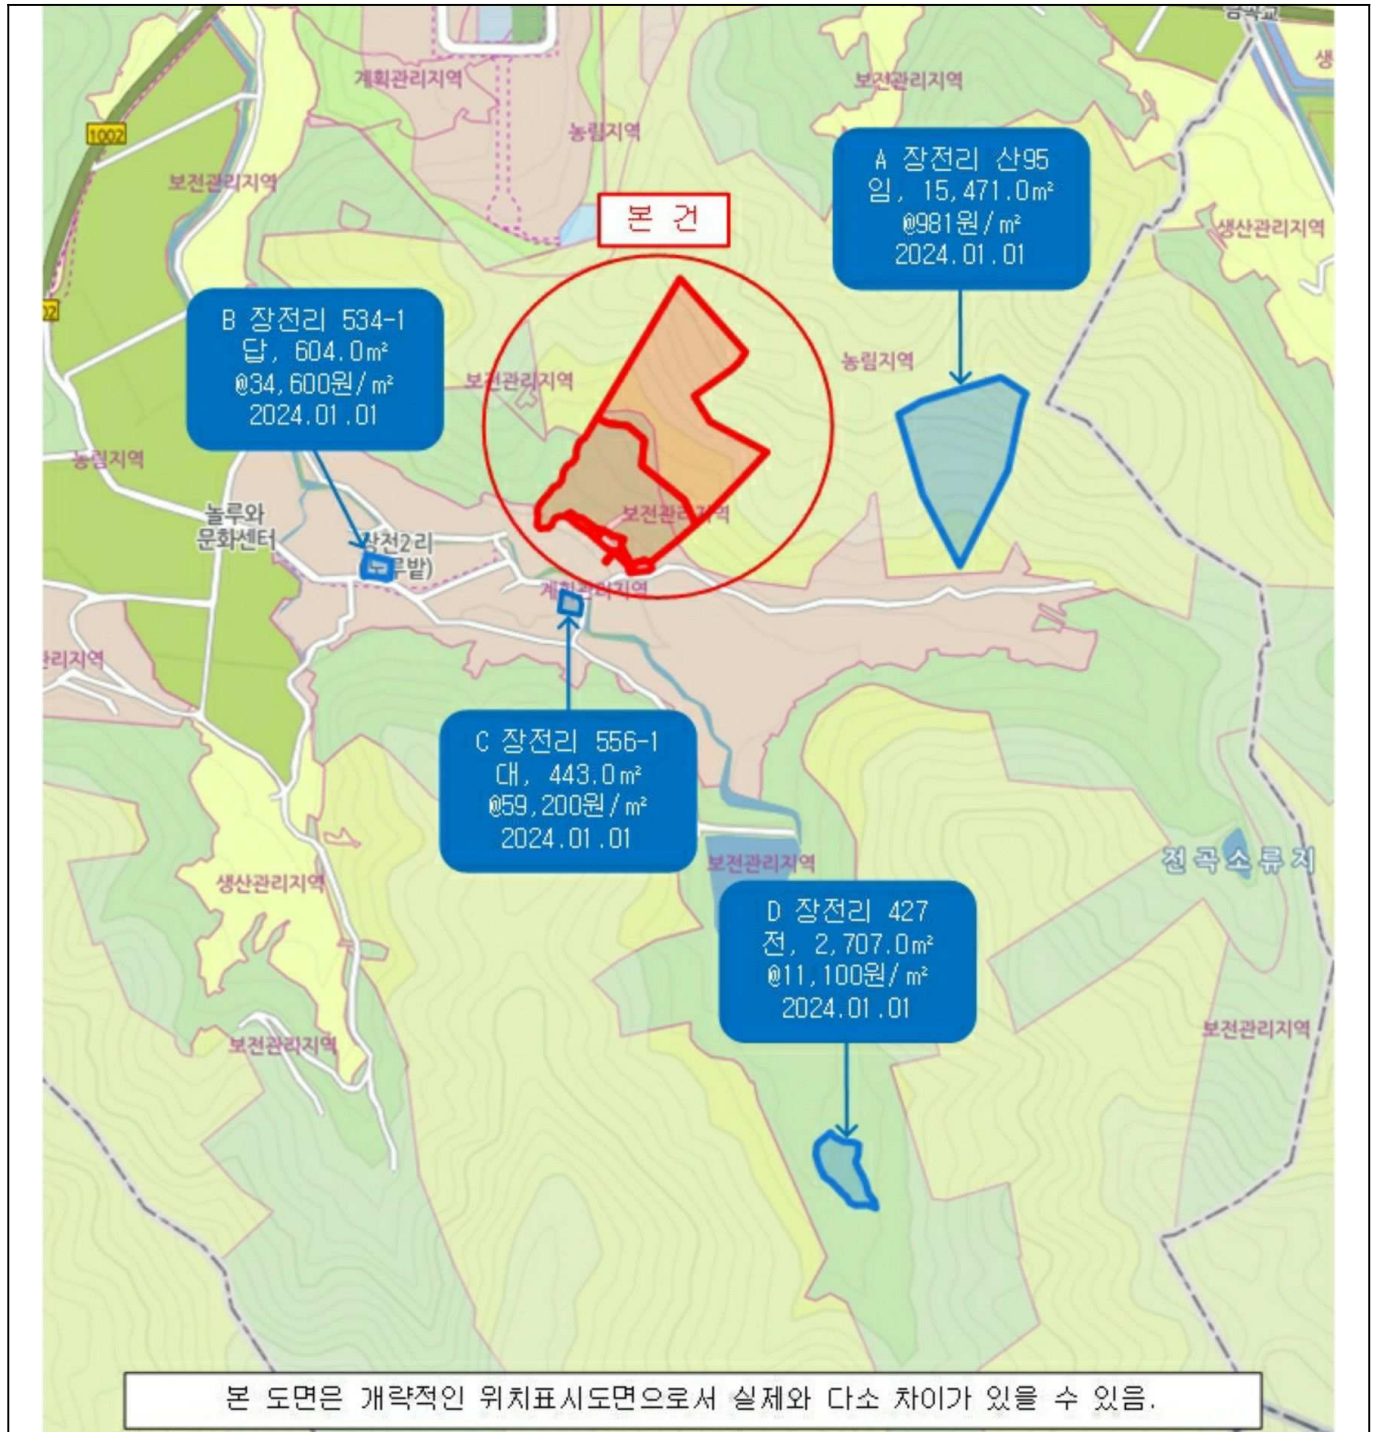 계획관리지역
보전관리지역
1002
농림지역
보전관리지역
A 장전리 산95
임, 15,471.0㎡
@981원/㎡
2024.01.01
본 건
생산관리지역
B 장전리 534-1
답, 604.0㎡
@34,600원/㎡
2024.01.01
농림지역
보전관리지역
농림지역
놀루와
문화센터
보전관리지역
장전2리
계획관리지역
C 장전리 556-1
대, 443.0㎡
@59,200원/㎡
2024.01.01
보전관리지역
전곡소류지
생산관리지역
D 장전리 427
전, 2,707.0㎡
@11,100원/㎡
2024.01.01
보전관리지역
보전관리지역
본 도면은 개략적인 위치표시도면으로서 실제와 다소 차이가 있을 수 있음.